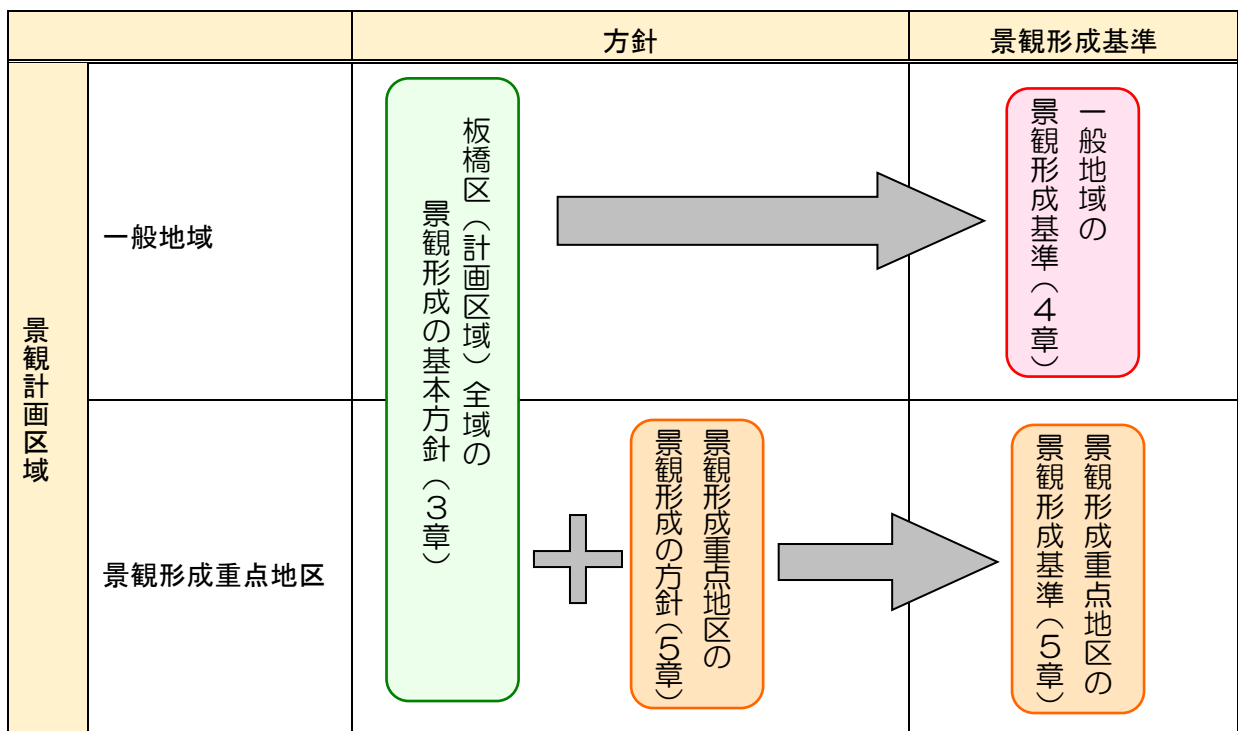 方針
景観形成基準
景観計画区域
一般地域
板橋区（計画区域）全域の
景観形成の基本方針（３章）
一般地域の
景観形成基準（４章）
景観形成重点地区
景観形成重点地区の
景観形成の方針（５章）
景観形成重点地区の
景観形成基準（５章）